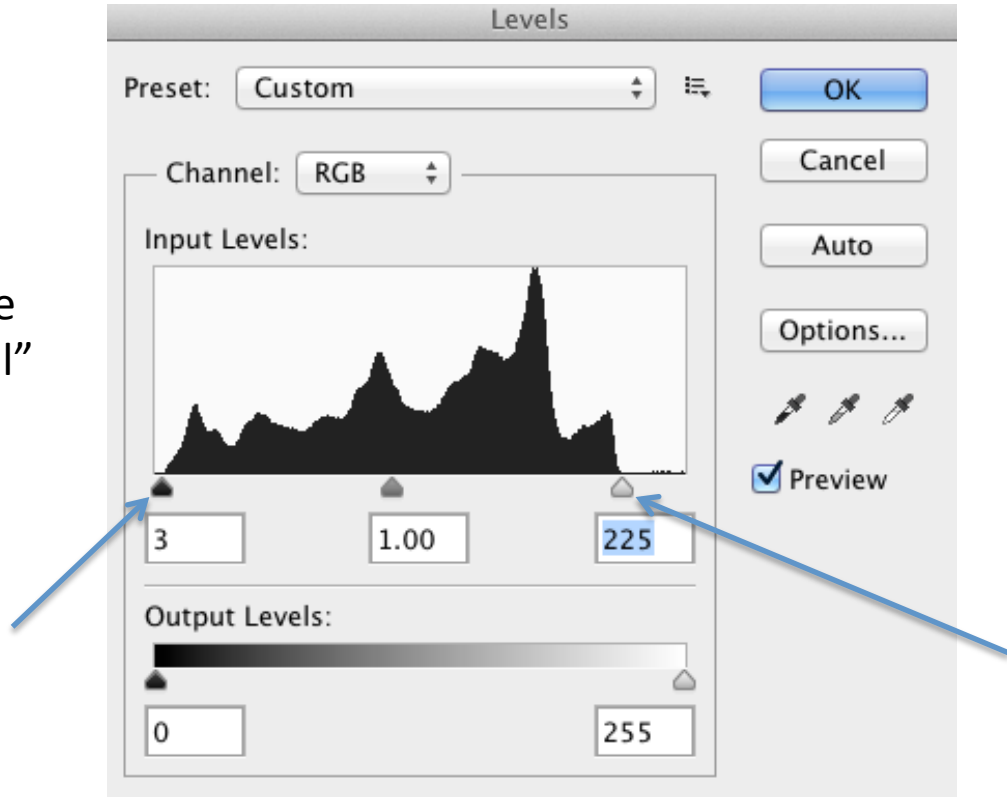 Levels
Preset: Custom
OK
Channel: RGB
Cancel
Input Levels:
Auto
Options...
e
l”
Preview
3 1.00 225
Output Levels:
0 255